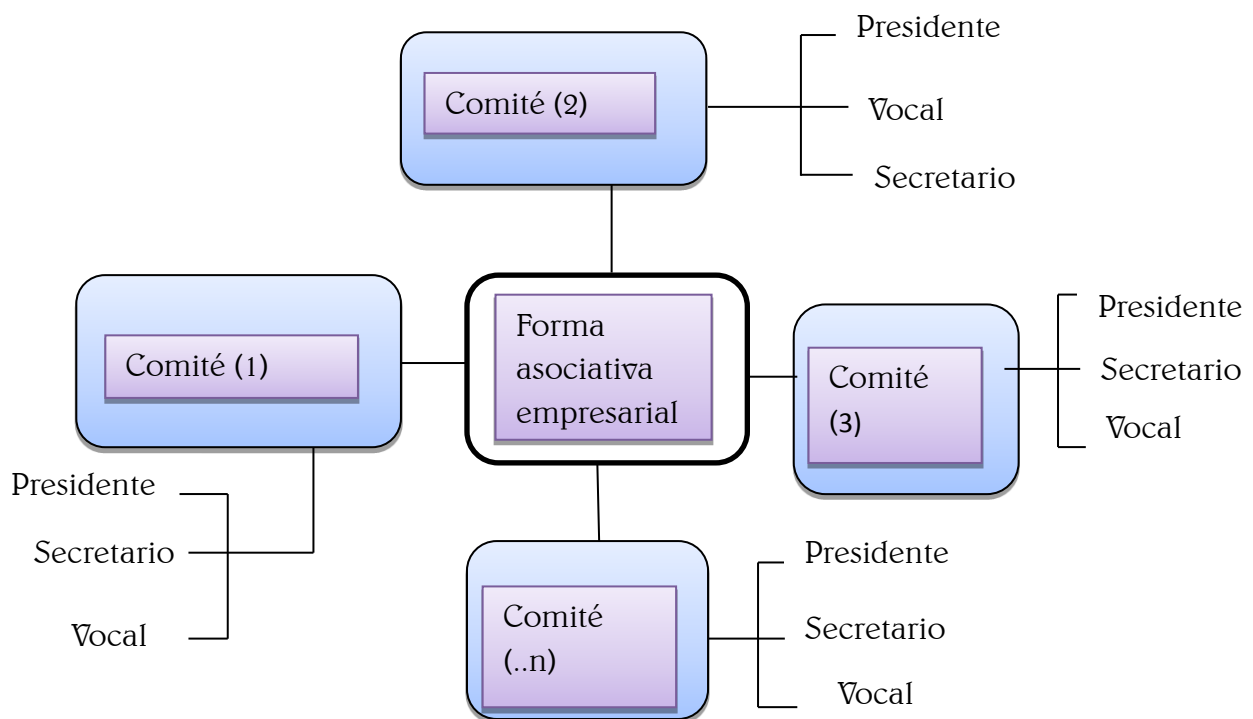 Presidente
Comité (2)
Vocal
Secretario
Comité (1)
Forma
asociativa
empresarial
Comité
(3)
Presidente
Secretario
Vocal
Presidente
Secretario
Vocal
Comité
(..n)
Presidente
Secretario
Vocal